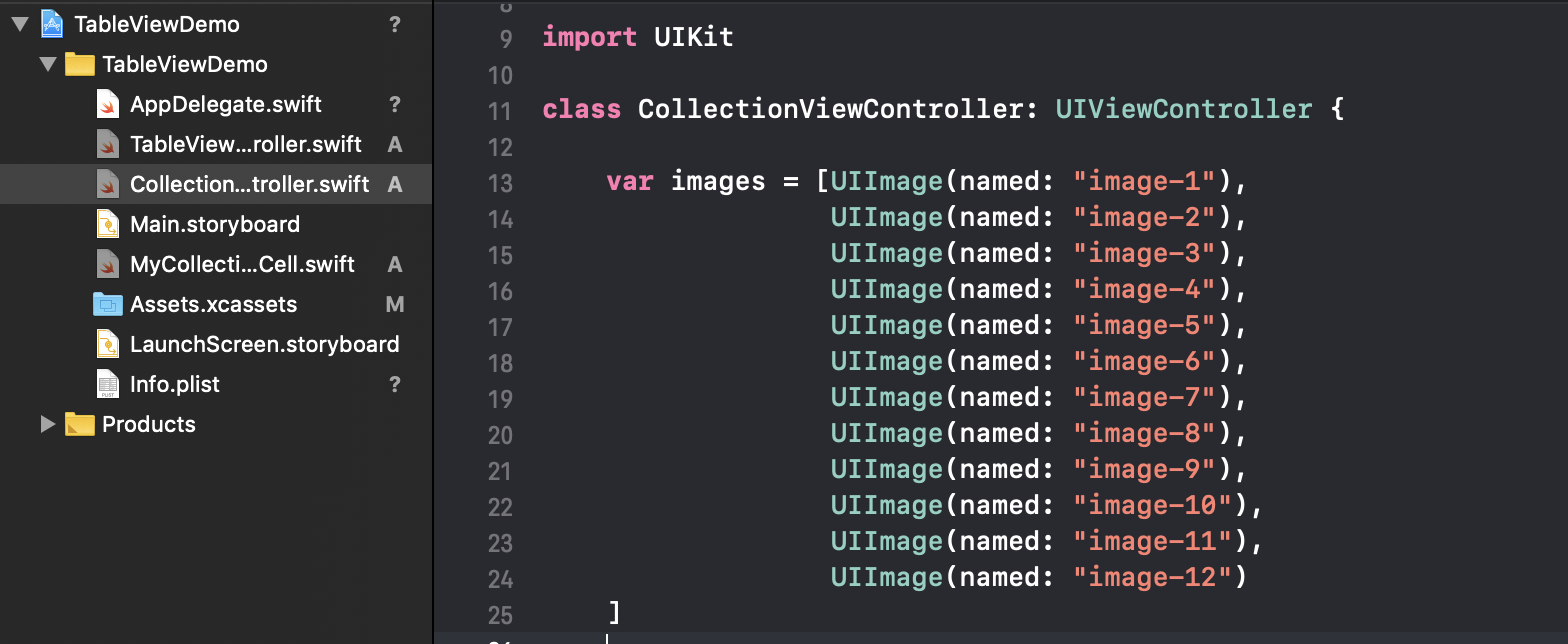 TableViewDemo ?
TableViewDemo
AppDelegate.swift ?
TableView...roller.swift A
Collection...troller.swift A
Main.storyboard
MyCollecti...Cell.swift A
Assets.xcassets M
LaunchScreen.storyboard
Info.plist ?
Products
9 import UIKit
10
11 class CollectionViewController: UIViewController {
12
13 var images = [UIImage(named: "image-1"),
14 UIImage(named: "image-2"),
15 UIImage(named: "image-3"),
16 UIImage(named: "image-4"),
17 UIImage(named: "image-5"),
18 UIImage(named: "image-6"),
19 UIImage(named: "image-7"),
20 UIImage(named: "image-8"),
21 UIImage(named: "image-9"),
22 UIImage(named: "image-10"),
23 UIImage(named: "image-11"),
24 UIImage(named: "image-12")
25 ]